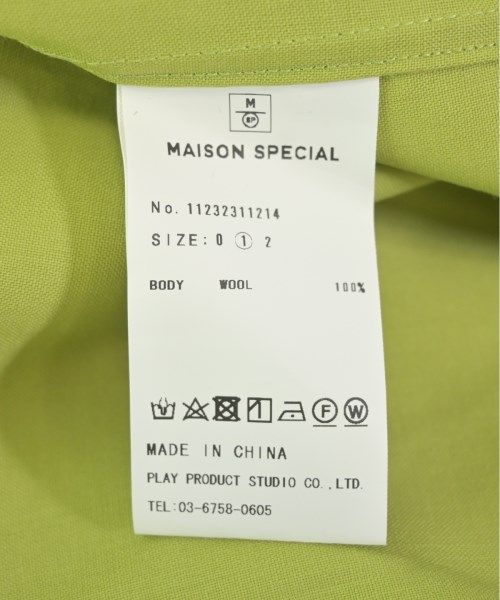 M
SP
MAISON SPECIAL
No. 11232311214
SIZE: 0 1 2
BODY WOOL 100%
F W
MADE IN CHINA
PLAY PRODUCT STUDIO CO.,LTD.
TEL:03-6758-0605